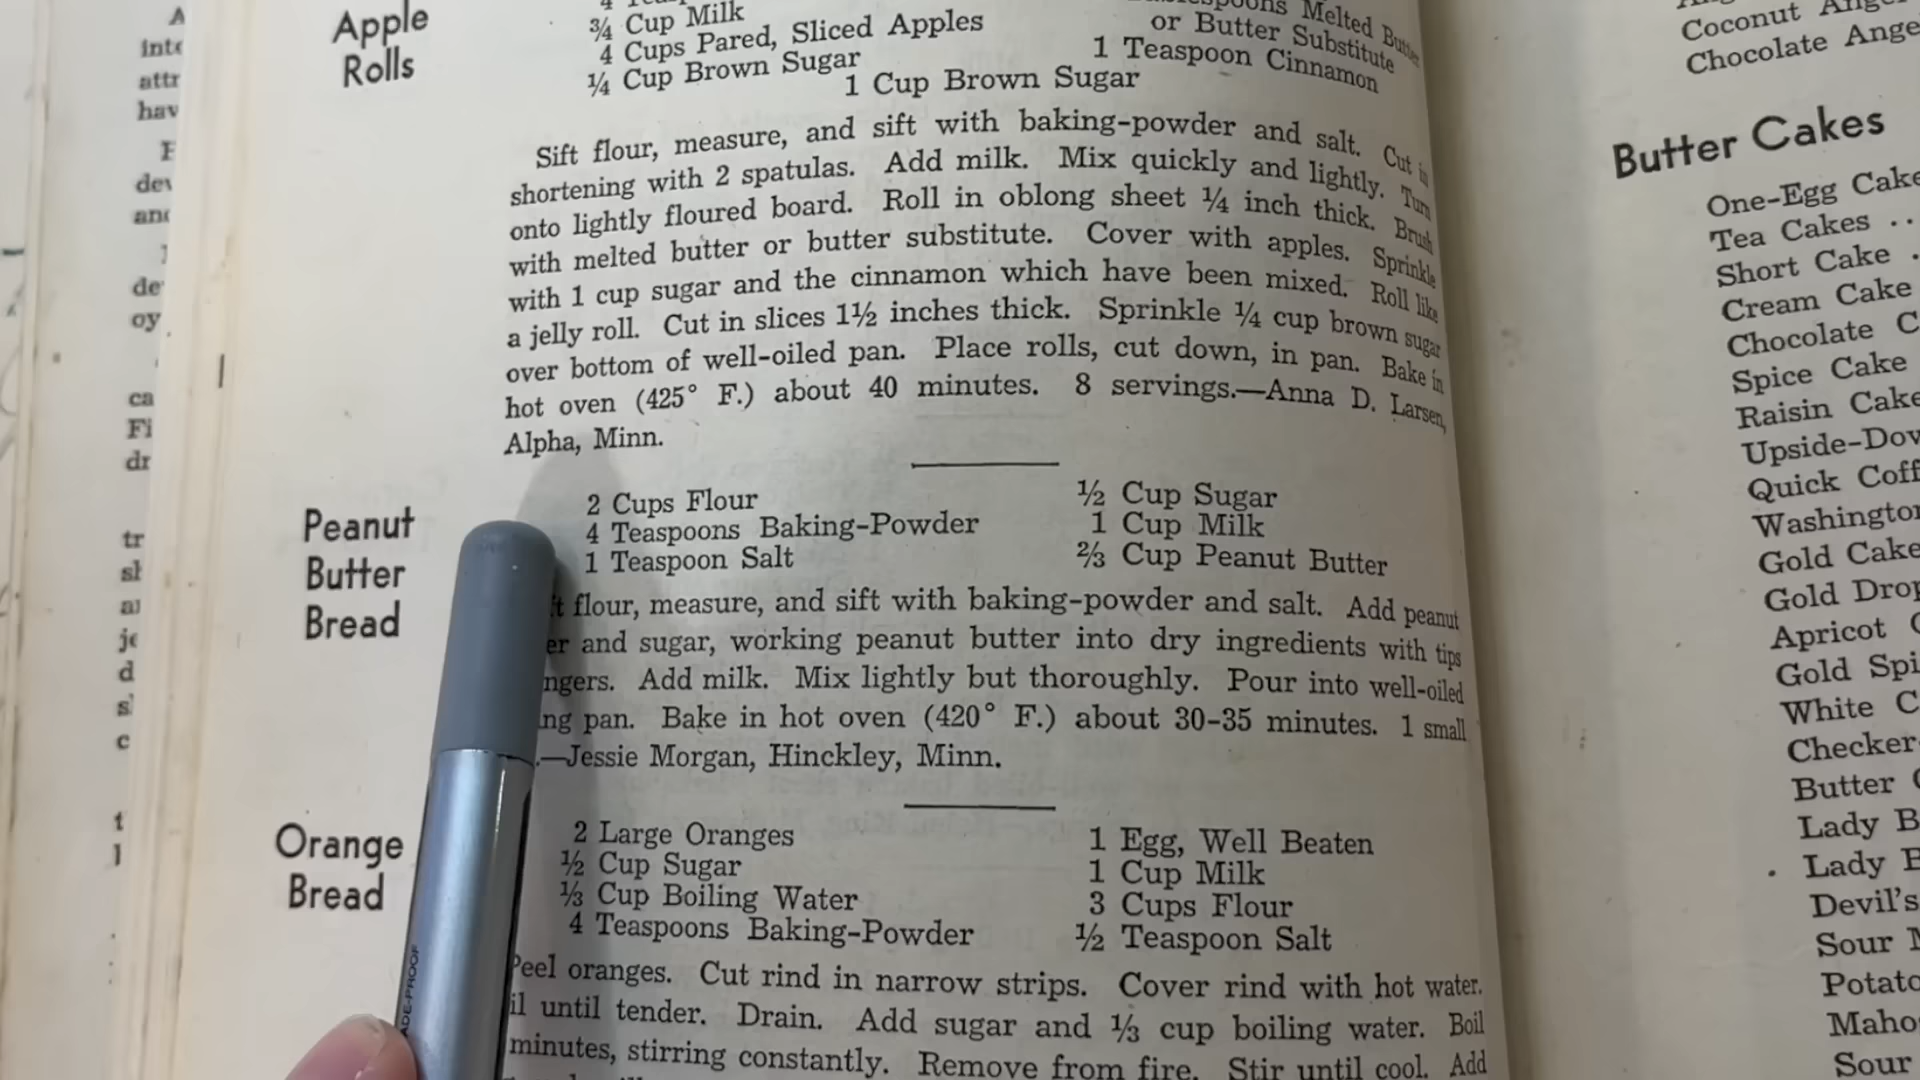 Apple
Rolls
¾ Cup Milk
4 Cups Pared, Sliced Apples
¼ Cup Brown Sugar
Melted Butter
or Butter Substitute
1 Teaspoon Cinnamon
1 Cup Brown Sugar
Sift flour, measure, and sift with baking-powder and salt. Cut in
shortening with 2 spatulas. Add milk. Mix quickly and lightly. Turn
onto lightly floured board. Roll in oblong sheet ¼ inch thick. Brush
with melted butter or butter substitute. Cover with apples. Sprinkle
with 1 cup sugar and the cinnamon which have been mixed. Roll like
a jelly roll. Cut in slices 1½ inches thick. Sprinkle ¼ cup brown sugar
over bottom of well-oiled pan. Place rolls, cut down, in pan. Bake in
hot oven (425° F.) about 40 minutes. 8 servings.—Anna D. Larsen,
Alpha, Minn.
Peanut
Butter
Bread
2 Cups Flour
4 Teaspoons Baking-Powder
1 Teaspoon Salt
½ Cup Sugar
1 Cup Milk
⅔ Cup Peanut Butter
flour, measure, and sift with baking-powder and salt. Add peanut
and sugar, working peanut butter into dry ingredients with tips
Add milk. Mix lightly but thoroughly. Pour into well-oiled
pan. Bake in hot oven (420° F.) about 30-35 minutes. 1 small
—Jessie Morgan, Hinckley, Minn.
Orange
Bread
2 Large Oranges
½ Cup Sugar
⅓ Cup Boiling Water
4 Teaspoons Baking-Powder
1 Egg, Well Beaten
1 Cup Milk
3 Cups Flour
½ Teaspoon Salt
Peel oranges. Cut rind in narrow strips. Cover rind with hot water.
until tender. Drain. Add sugar and ⅓ cup boiling water. Boil
minutes, stirring constantly. Remove from fire. Stir until cool. Add
Coconut
Chocolate
Butter Cakes
One-Egg Cake
Tea Cakes ..
Short Cake .
Cream Cake
Chocolate
Spice Cake
Raisin Cake
Upside-Dow
Quick
Washington
Gold Cake
Gold
Apricot
Gold
White
Checker
Butter
Lady
Lady
Devil's
Sour
Potato
Sour